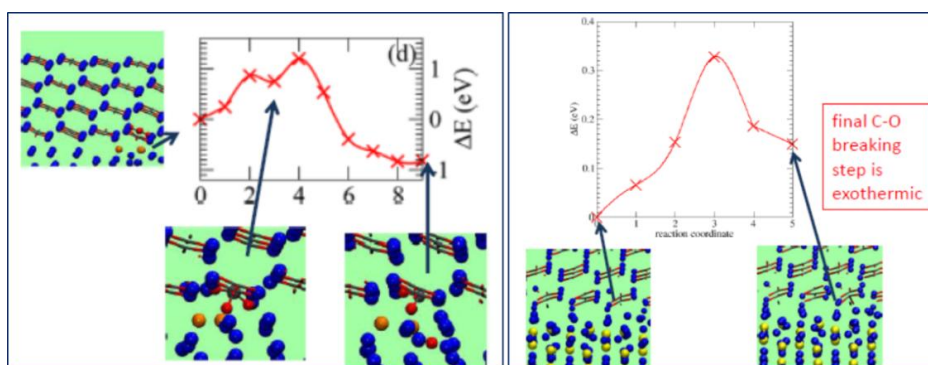 (d)
1
0
1
ΔE (eV)
0 2 4 6 8
0.4
0.3
0.2
0.1
0
ΔE (eV)
0 1 2 3 4 5
reaction coordinate
final C-O
breaking
step is
exothermic